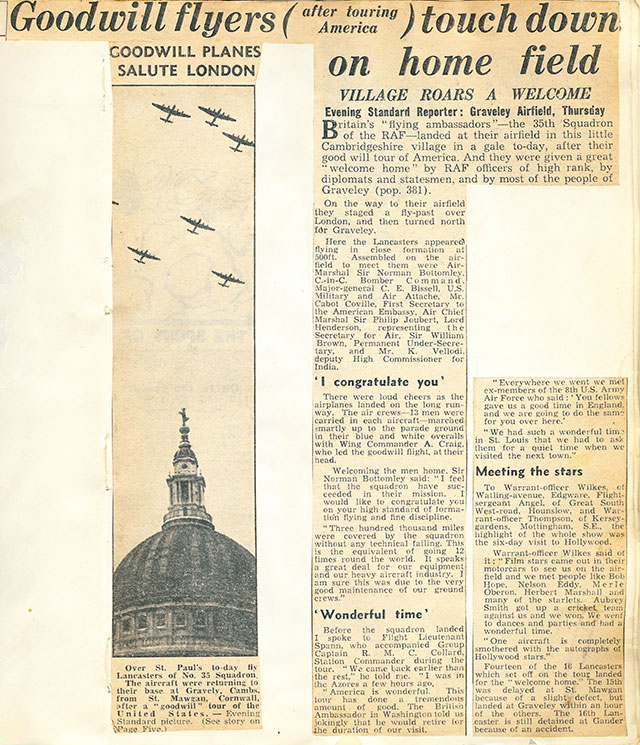 Goodwill flyers (after touring America) touch down
on home field
GOODWILL PLANES
SALUTE LONDON
Over St. Paul's to-day fly
Lancasters of No. 35 Squadron.
The aircraft were returning to
their base at Gravely, Cambs,
from St. Mawgan, Cornwall,
after a "goodwill" tour of the
United States. — Evening
Standard picture. (See story on
Page Five.)
VILLAGE ROARS A WELCOME
Evening Standard Reporter: Graveley Airfield, Thursday
Britain's "flying ambassadors"—the 35th Squadron
of the RAF—landed at their airfield in this little
Cambridgeshire village in a gale to-day, after their
good will tour of America. And they were given a great
"welcome home" by RAF officers of high rank, by
diplomats and statesmen, and by most of the people of
Graveley (pop. 381).
On the way to their airfield
they staged a fly-past over
London, and then turned north
for Graveley.
Here the Lancasters appeared
flying in close formation at
500ft. Assembled on the air-
field to meet them were Air-
Marshal Sir Norman Bottomley,
C.-in-C. Bomber Command,
Major-general C. E. Bissell, U.S.
Military and Air Attache, Mr.
Cabot Coville, First Secretary to
the American Embassy, Air Chief
Marshal Sir Philip Joubert, Lord
Henderson, representing the
Secretary for Air, Sir William
Brown, Permanent Under-Secre-
tary, and Mr. K. Vellodi,
deputy High Commissioner for
India.
'I congratulate you'
There were loud cheers as the
airplanes landed on the long run-
way. The air crews—13 men were
carried in each aircraft—marched
smartly up to the parade ground
in their blue and white overalls
with Wing Commander A. Craig,
who led the goodwill flight, at their
head.
Welcoming the men home, Sir
Norman Bottomley said: "I feel
that the squadron have suc-
ceeded in their mission. I
would like to congratulate you
on your high standard of forma-
tion flying and fine discipline.
"Three hundred thousand miles
were covered by the squadron
without any technical failing. This
is the equivalent of going 12
times round the world. It speaks
a great deal for our equipment
and our heavy aircraft industry. I
am sure this was due to the very
good maintenance of our ground
crews."
'Wonderful time'
Before the squadron landed
I spoke to Flight Lieutenant
Spann, who accompanied Group
Captain R. M. C. Collard,
Station Commander during the
tour. "We came back earlier than
the rest," he told me. "I was in
the Azores a few hours ago.
"America is wonderful. This
tour has done a tremendous
amount of good. The British
Ambassador in Washington told us
jokingly that he would retire for
the duration of our visit.
"Everywhere we went we met
ex-members of the 8th U.S. Army
Air Force who said: 'You fellows
gave us a good time in England,
and we are going to do the same
for you over here.'
"We had such a wonderful time
in St. Louis that we had to ask
them for a quiet time when we
visited the next town."
Meeting the stars
To Warrant-officer Wilkes, of
Watling-avenue, Edgware, Flight-
sergeant Angel, of Great South
West-road, Hounslow, and War-
rant-officer Thompson, of Kersey-
gardens, Mottingham, S.E., the
highlight of the whole show was
the six-day visit to Hollywood.
Warrant-officer Wilkes said of
it: "Film stars came out in their
motorcars to see us on the air-
field and we met people like Bob
Hope, Nelson Eddy, Merle
Oberon, Herbert Marshall and
many of the starlets. Aubrey
Smith got up a cricket team
against us and we won. We went
to dances and parties and had a
wonderful time.
"One aircraft is completely
smothered with the autographs of
Hollywood stars."
Fourteen of the 16 Lancasters
which set off on the tour landed
for the "welcome home." The 15th
was delayed at St. Mawgan
because of a slight defect, but
landed at Graveley within an hour
of the others. The 16th Lan-
caster is still detained at Gander
because of an accident.